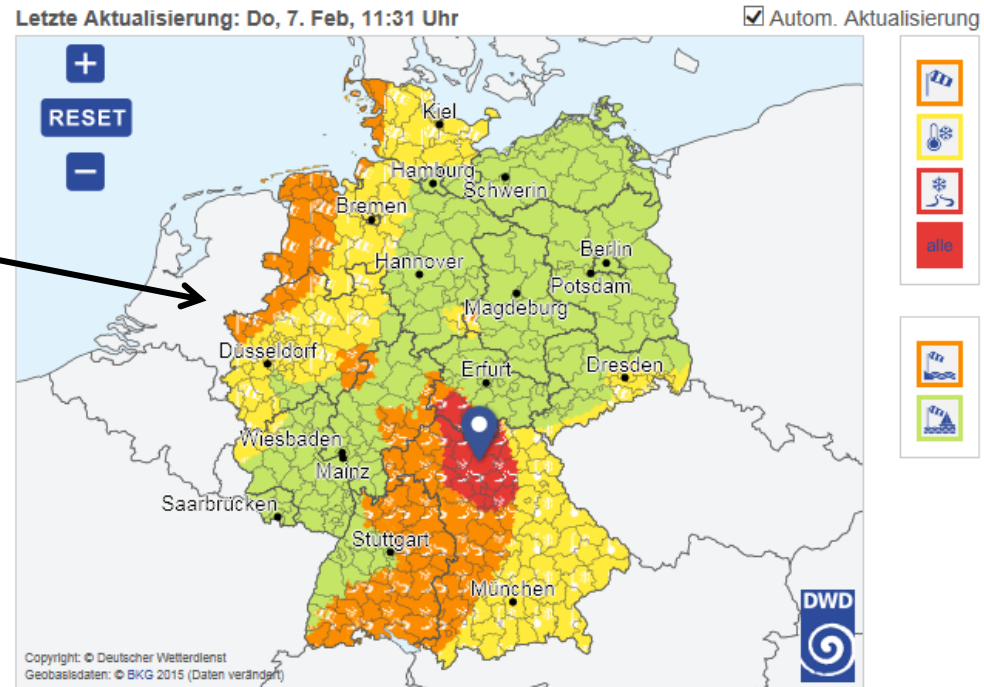 Letzte Aktualisierung: Do, 7. Feb, 11:31 Uhr
Autom. Aktualisierung
+
RESET
−
Kiel
Hamburg
Schwerin
Bremen
Berlin
Hannover
Potsdam
Magdeburg
Düsseldorf
Erfurt
Dresden
Wiesbaden
Mainz
Saarbrücken
Stuttgart
München
alle
DWD
Copyright: © Deutscher Wetterdienst
Geobasisdaten: © BKG 2015 (Daten verändert)